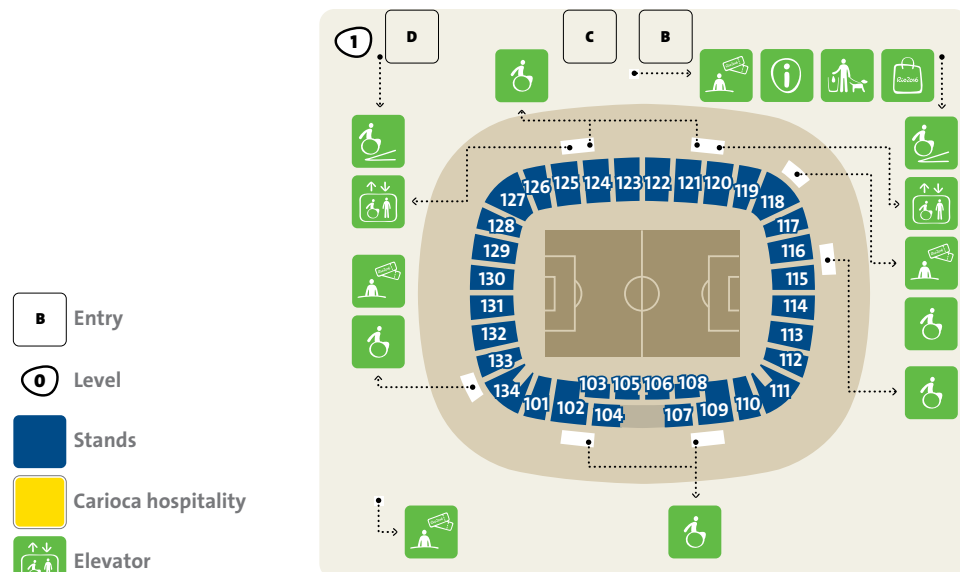 1
D
C
B
Rio2016
126 125 124 123 122 121 120 119
127 118
128 117
129 116
130 115
131 114
132 113
133 112
134 111
103 105 106 108
101 102 104 107 109 110
B Entry
0 Level
Stands
Carioca hospitality
Elevator